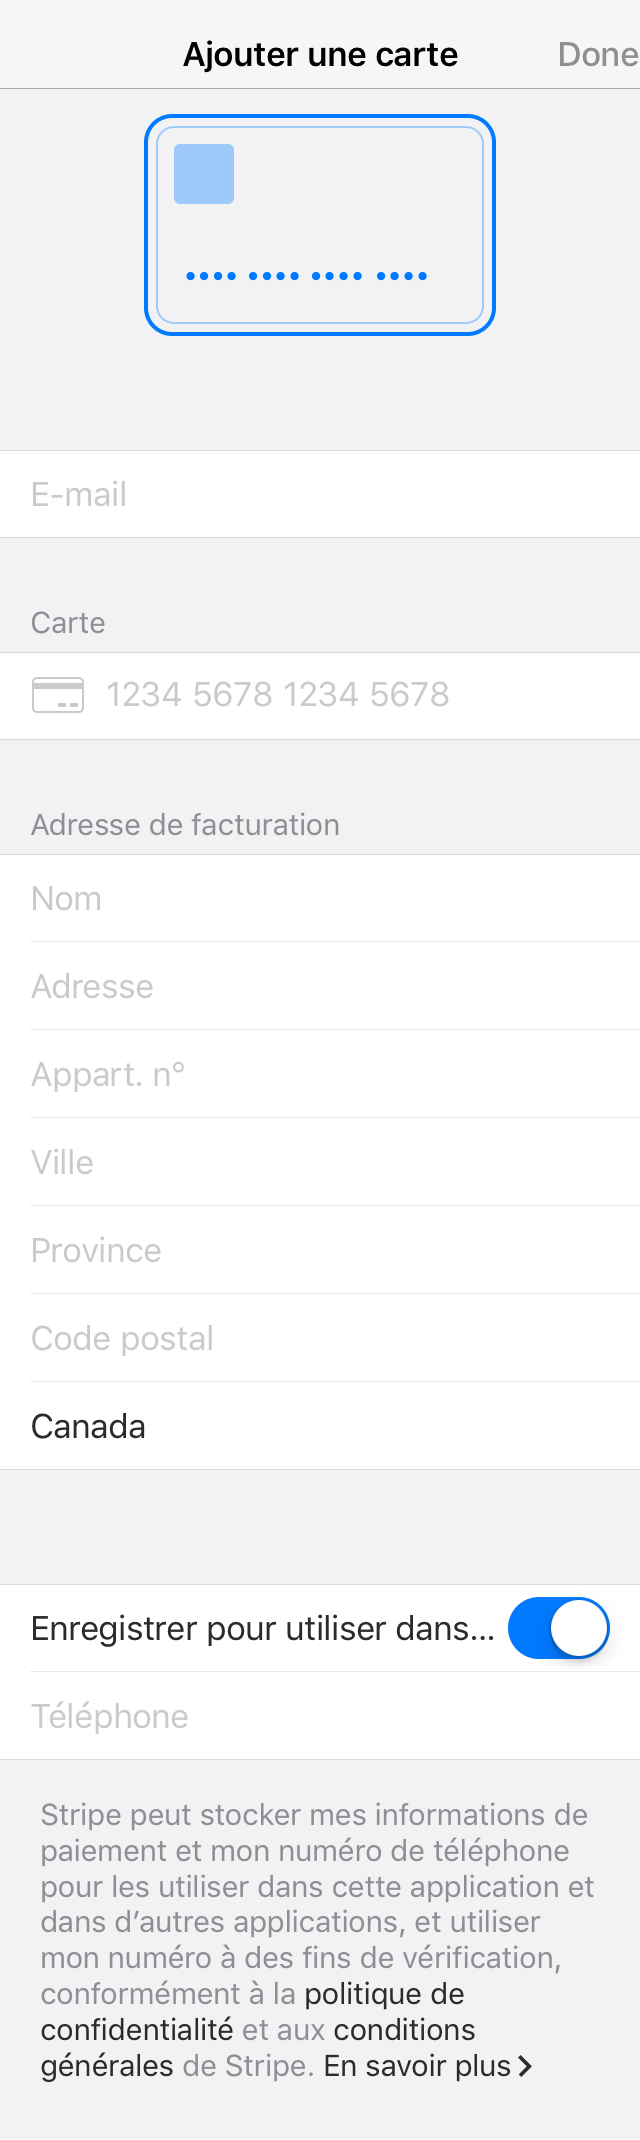 Ajouter une carte
Done
•••• •••• •••• ••••
E-mail
Carte
1234 5678 1234 5678
Adresse de facturation
Nom
Adresse
Appart. n°
Ville
Province
Code postal
Canada
Enregistrer pour utiliser dans...
Téléphone
Stripe peut stocker mes informations de
paiement et mon numéro de téléphone
pour les utiliser dans cette application et
dans d’autres applications, et utiliser
mon numéro à des fins de vérification,
conformément à la politique de
confidentialité et aux conditions
générales de Stripe. En savoir plus